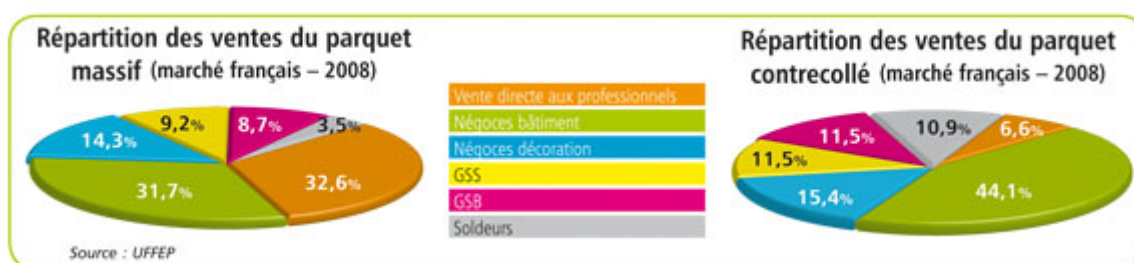 Répartition des ventes du parquet
massif (marché français – 2008)
9,2%
8,7%
3,5%
14,3%
31,7%
32,6%
Source : UFFEP
Vente directe aux professionnels
Négoces bâtiment
Négoces décoration
GSS
GSB
Soldeurs
Répartition des ventes du parquet
contrecollé (marché français – 2008)
10,9%
6,6%
11,5%
11,5%
15,4%
44,1%